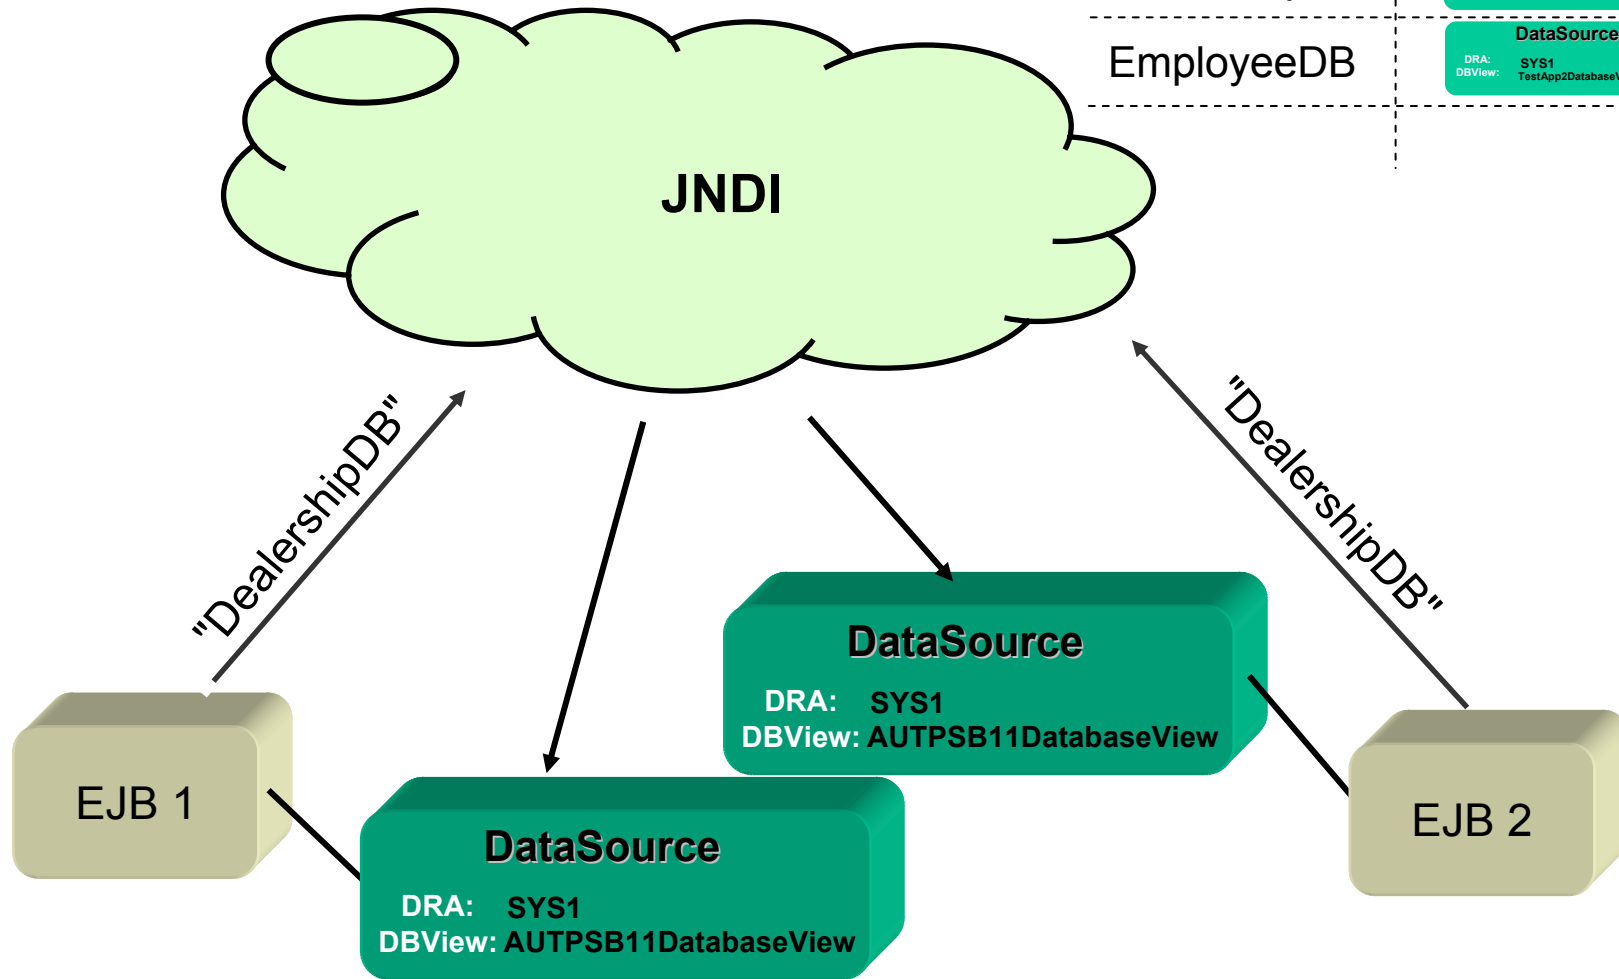 EmployeeDB
DataSource
DRA: SYS1
DBView:
JNDI
"DealershipDB"
"DealershipDB"
DataSource
DRA: SYS1
DBView: AUTPSB11DatabaseView
EJB 1
EJB 2
DataSource
DRA: SYS1
DBView: AUTPSB11DatabaseView